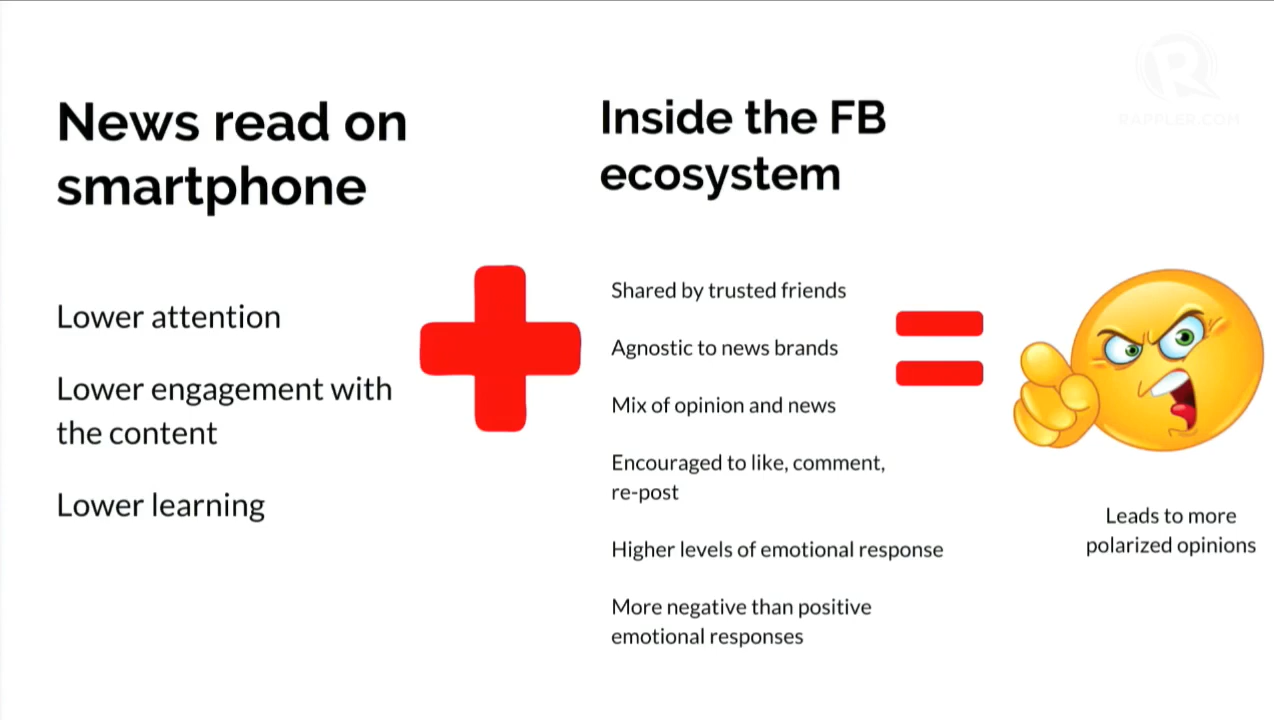 News read on
smartphone
Lower attention
Lower engagement with
the content
Lower learning
Inside the FB
ecosystem
Shared by trusted friends
Agnostic to news brands
Mix of opinion and news
Encouraged to like, comment,
re-post
Higher levels of emotional response
More negative than positive
emotional responses
Leads to more
polarized opinions
RAPPLER.COM